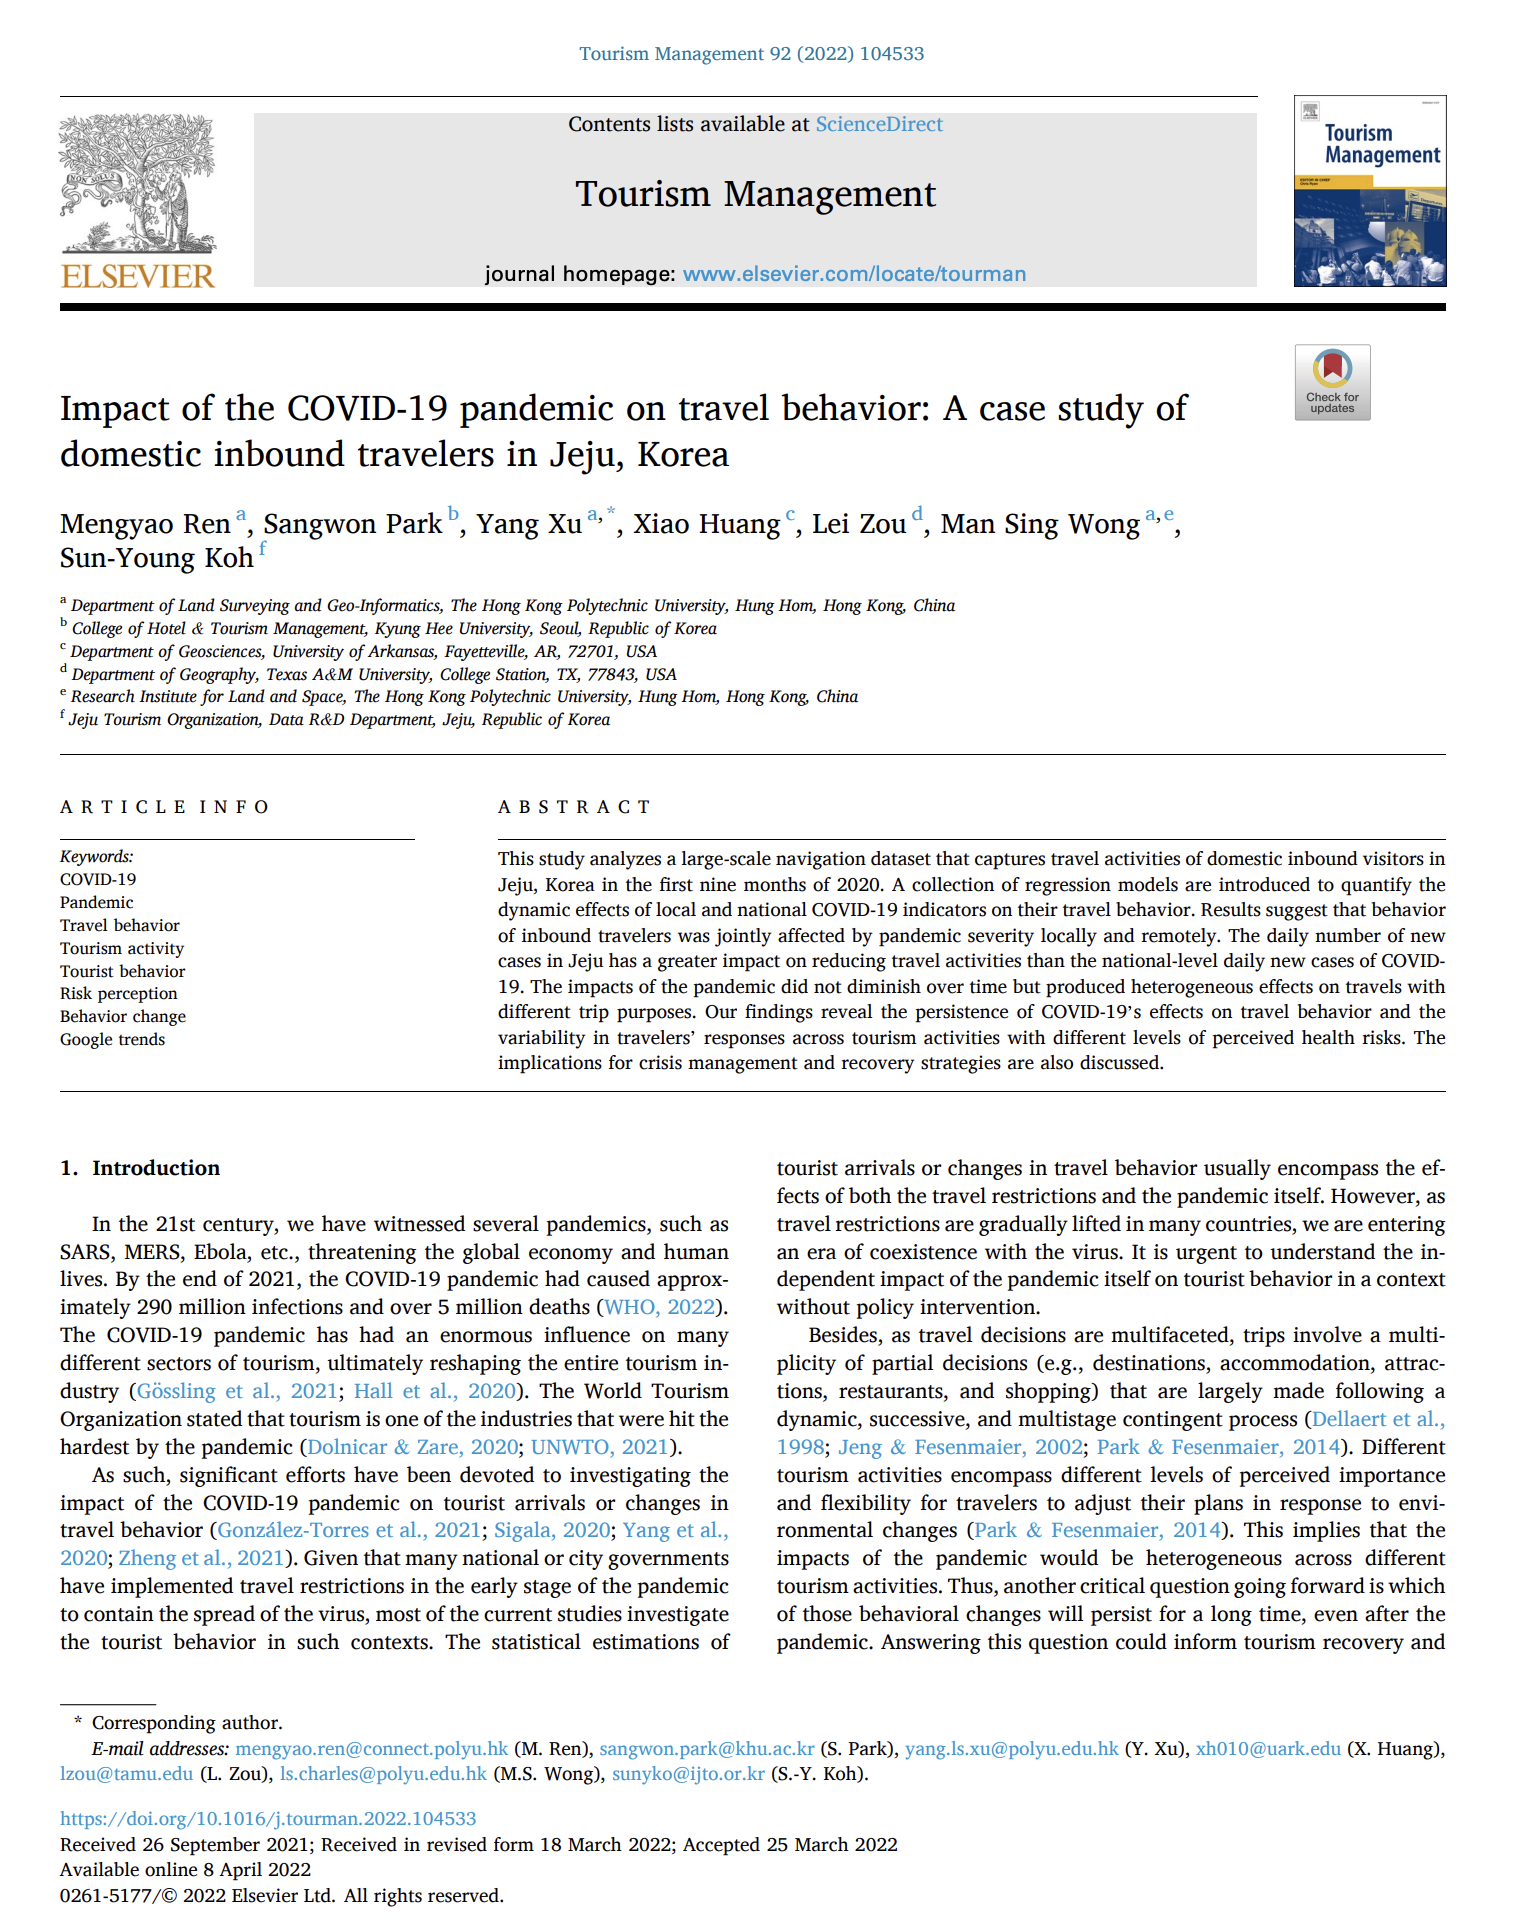 Tourism Management 92 (2022) 104533
Contents lists available at ScienceDirect
Tourism Management
journal homepage: www.elsevier.com/locate/tourman
NON SOLUS
ELSEVIER
Tourism
Management
Check for
updates
Impact of the COVID-19 pandemic on travel behavior: A case study of
domestic inbound travelers in Jeju, Korea
Mengyao Ren a, Sangwon Park b, Yang Xu a,*, Xiao Huang c, Lei Zou d, Man Sing Wong a,e,
Sun-Young Koh f
a Department of Land Surveying and Geo-Informatics, The Hong Kong Polytechnic University, Hung Hom, Hong Kong, China
b College of Hotel & Tourism Management, Kyung Hee University, Seoul, Republic of Korea
c Department of Geosciences, University of Arkansas, Fayetteville, AR, 72701, USA
d Department of Geography, Texas A&M University, College Station, TX, 77843, USA
e Research Institute for Land and Space, The Hong Kong Polytechnic University, Hung Hom, Hong Kong, China
f Jeju Tourism Organization, Data R&D Department, Jeju, Republic of Korea
ARTICLE INFO
Keywords:
COVID-19
Pandemic
Travel behavior
Tourism activity
Tourist behavior
Risk perception
Behavior change
Google trends
ABSTRACT
This study analyzes a large-scale navigation dataset that captures travel activities of domestic inbound visitors in
Jeju, Korea in the first nine months of 2020. A collection of regression models are introduced to quantify the
dynamic effects of local and national COVID-19 indicators on their travel behavior. Results suggest that behavior
of inbound travelers was jointly affected by pandemic severity locally and remotely. The daily number of new
cases in Jeju has a greater impact on reducing travel activities than the national-level daily new cases of COVID-
19. The impacts of the pandemic did not diminish over time but produced heterogeneous effects on travels with
different trip purposes. Our findings reveal the persistence of COVID-19's effects on travel behavior and the
variability in travelers' responses across tourism activities with different levels of perceived health risks. The
implications for crisis management and recovery strategies are also discussed.
1. Introduction
In the 21st century, we have witnessed several pandemics, such as
SARS, MERS, Ebola, etc., threatening the global economy and human
lives. By the end of 2021, the COVID-19 pandemic had caused approx-
imately 290 million infections and over 5 million deaths (WHO, 2022).
The COVID-19 pandemic has had an enormous influence on many
different sectors of tourism, ultimately reshaping the entire tourism in-
dustry (Gössling et al., 2021; Hall et al., 2020). The World Tourism
Organization stated that tourism is one of the industries that were hit the
hardest by the pandemic (Dolnicar & Zare, 2020; UNWTO, 2021).
As such, significant efforts have been devoted to investigating the
impact of the COVID-19 pandemic on tourist arrivals or changes in
travel behavior (González-Torres et al., 2021; Sigala, 2020; Yang et al.,
2020; Zheng et al., 2021). Given that many national or city governments
have implemented travel restrictions in the early stage of the pandemic
to contain the spread of the virus, most of the current studies investigate
the tourist behavior in such contexts. The statistical estimations of
tourist arrivals or changes in travel behavior usually encompass the ef-
fects of both the travel restrictions and the pandemic itself. However, as
travel restrictions are gradually lifted in many countries, we are entering
an era of coexistence with the virus. It is urgent to understand the in-
dependent impact of the pandemic itself on tourist behavior in a context
without policy intervention.
Besides, as travel decisions are multifaceted, trips involve a multi-
plicity of partial decisions (e.g., destinations, accommodation, attrac-
tions, restaurants, and shopping) that are largely made following a
dynamic, successive, and multistage contingent process (Dellaert et al.,
1998; Jeng & Fesenmaier, 2002; Park & Fesenmaier, 2014). Different
tourism activities encompass different levels of perceived importance
and flexibility for travelers to adjust their plans in response to envi-
ronmental changes (Park & Fesenmaier, 2014). This implies that the
impacts of the pandemic would be heterogeneous across different
tourism activities. Thus, another critical question going forward is which
of those behavioral changes will persist for a long time, even after the
pandemic. Answering this question could inform tourism recovery and
* Corresponding author.
E-mail addresses: mengyao.ren@connect.polyu.hk (M. Ren), sangwon.park@khu.ac.kr (S. Park), yang.ls.xu@polyu.edu.hk (Y. Xu), xh010@uark.edu (X. Huang),
lzou@tamu.edu (L. Zou), ls.charles@polyu.edu.hk (M.S. Wong), sunyko@ijto.or.kr (S.-Y. Koh).
https://doi.org/10.1016/j.tourman.2022.104533
Received 26 September 2021; Received in revised form 18 March 2022; Accepted 25 March 2022
Available online 8 April 2022
0261-5177/© 2022 Elsevier Ltd. All rights reserved.